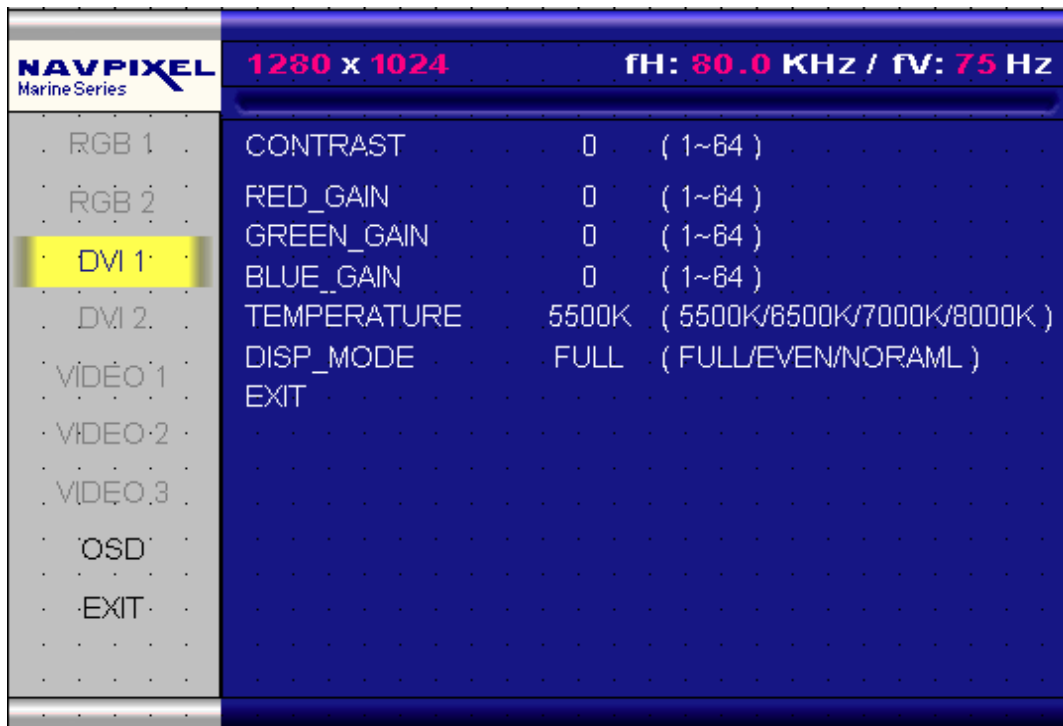 NAVPIXEL
Marine Series
1280 x 1024 fH: 80.0 KHz / fV: 75 Hz
RGB 1
RGB 2
DVI 1
DVI 2
VIDEO 1
VIDEO 2
VIDEO 3
OSD
EXIT
CONTRAST 0 ( 1~64 )
RED_GAIN 0 ( 1~64 )
GREEN_GAIN 0 ( 1~64 )
BLUE_GAIN 0 ( 1~64 )
TEMPERATURE 5500K ( 5500K/6500K/7000K/8000K )
DISP_MODE FULL ( FULL/EVEN/NORAML )
EXIT